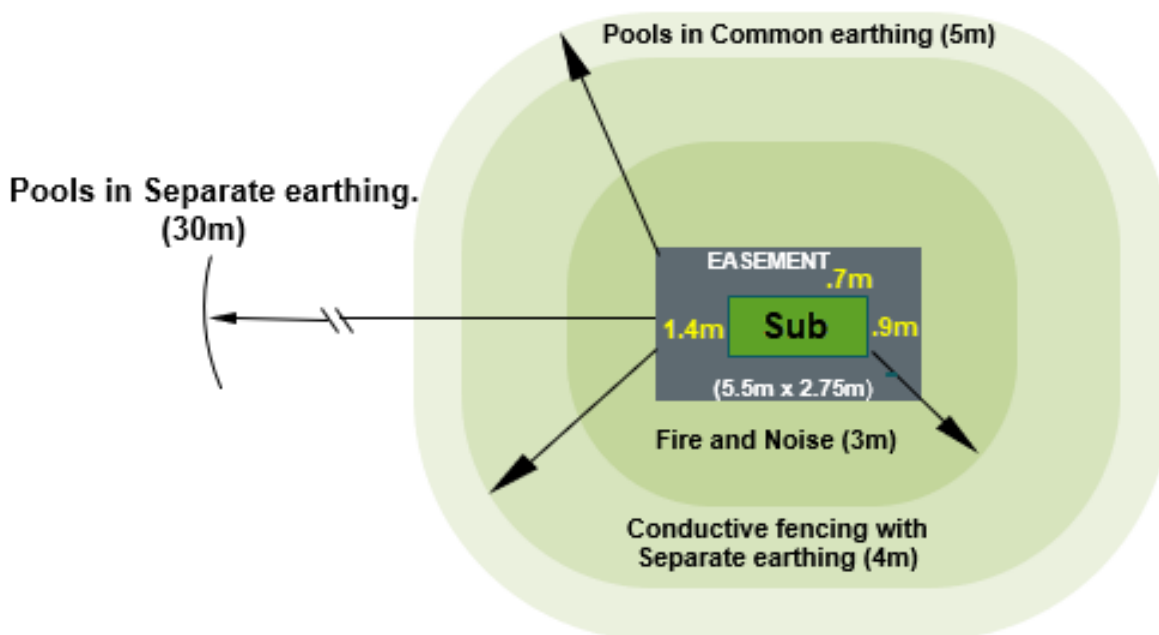 Pools in Common earthing (5m)
Pools in Separate earthing.
(30m)
EASEMENT
.7m
1.4m
Sub
.9m
(5.5m x 2.75m)
Fire and Noise (3m)
Conductive fencing with
Separate earthing (4m)